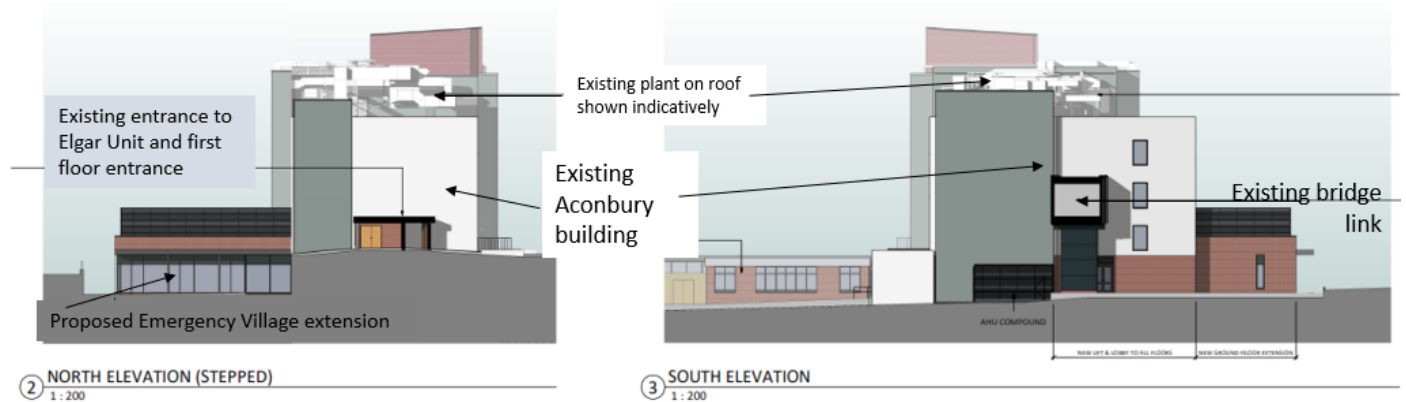 Existing entrance to
Elgar Unit and first
floor entrance
Existing plant on roof
shown indicatively
Existing
Aconbury
building
Existing bridge
link
Proposed Emergency Village extension
AHU COMPOUND
NEW LIFT & LOBBY TO ALL FLOORS
NEW GROUND FLOOR EXTENSION
2 NORTH ELEVATION (STEPPED)
1 : 200
3 SOUTH ELEVATION
1 : 200